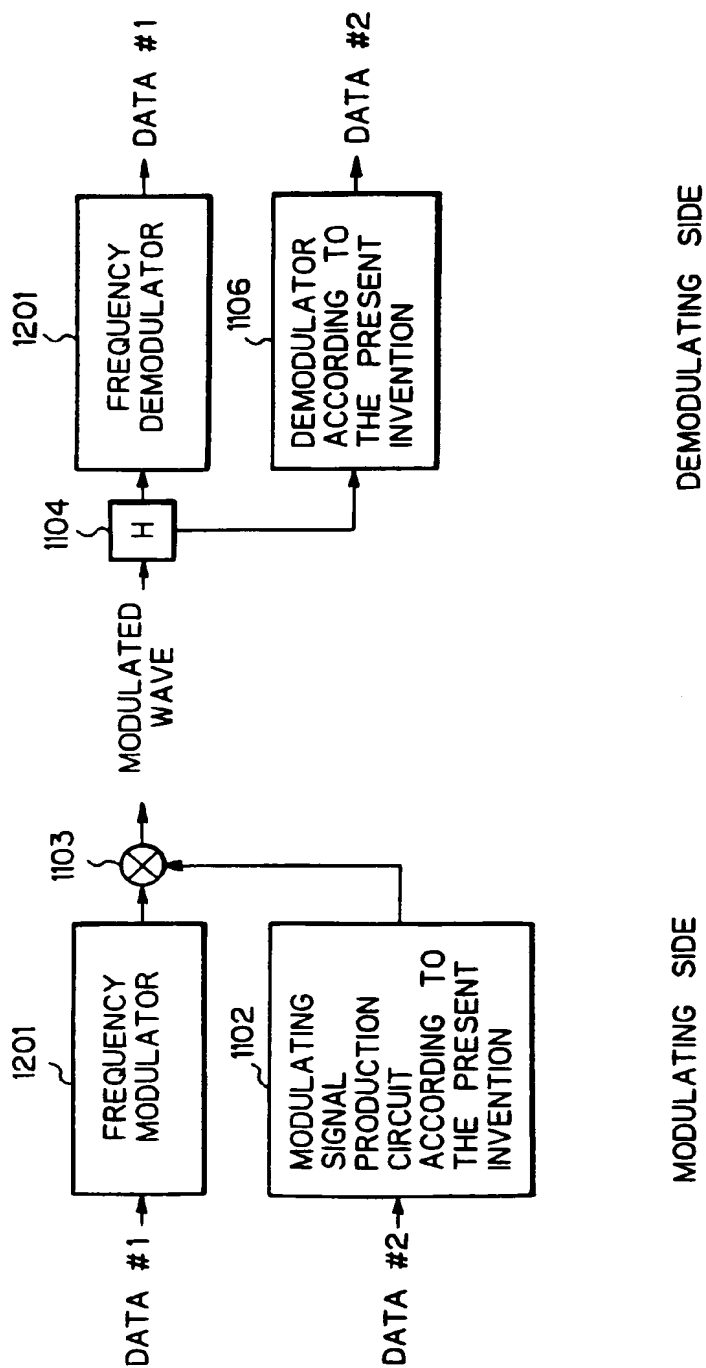 DATA #1
1201
FREQUENCY
MODULATOR
1103
MODULATED
WAVE
1104
H
1201
FREQUENCY
DEMODULATOR
DATA #1
DATA #2
1102
MODULATING
SIGNAL
PRODUCTION
CIRCUIT
ACCORDING TO
THE PRESENT
INVENTION
1106
DEMODULATOR
ACCORDING TO
THE PRESENT
INVENTION
DATA #2
MODULATING SIDE
DEMODULATING SIDE